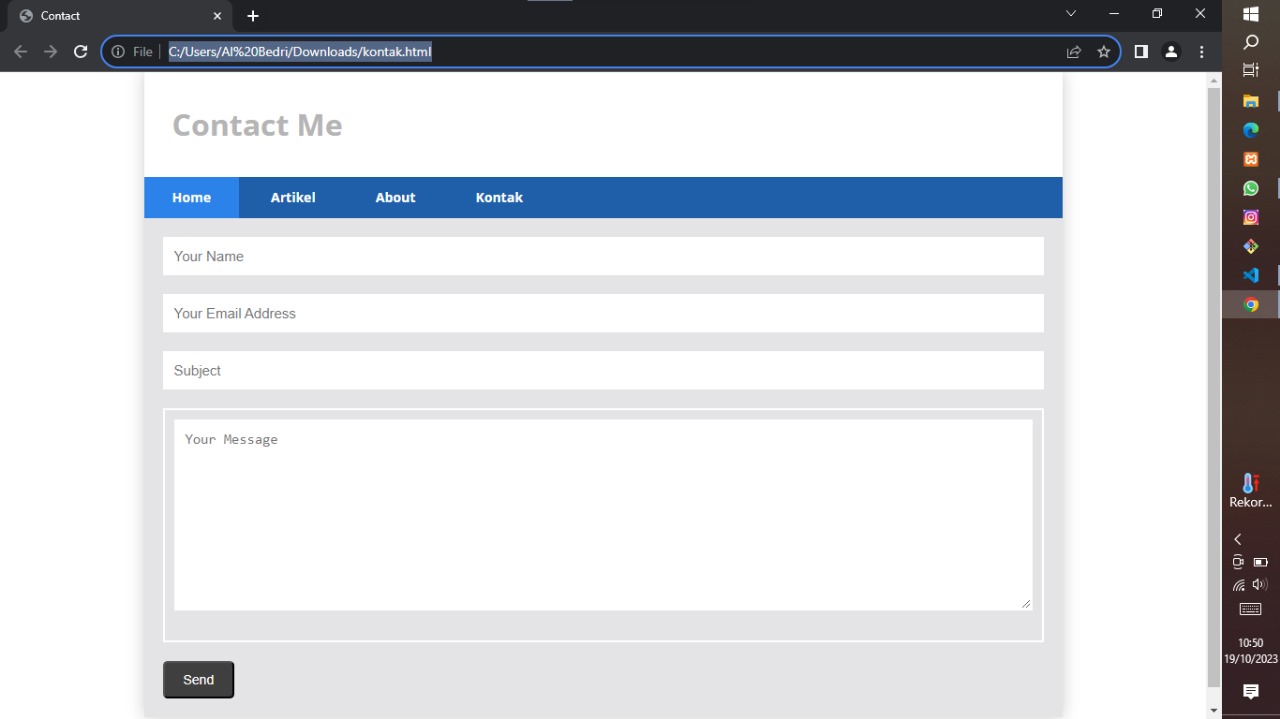 Contact
File
C:/Users/Al%20Bedri/Downloads/kontak.html
Contact Me
Home Artikel About Kontak
Your Name
Your Email Address
Subject
Your Message
Send
Rekor...
10:50
19/10/2023